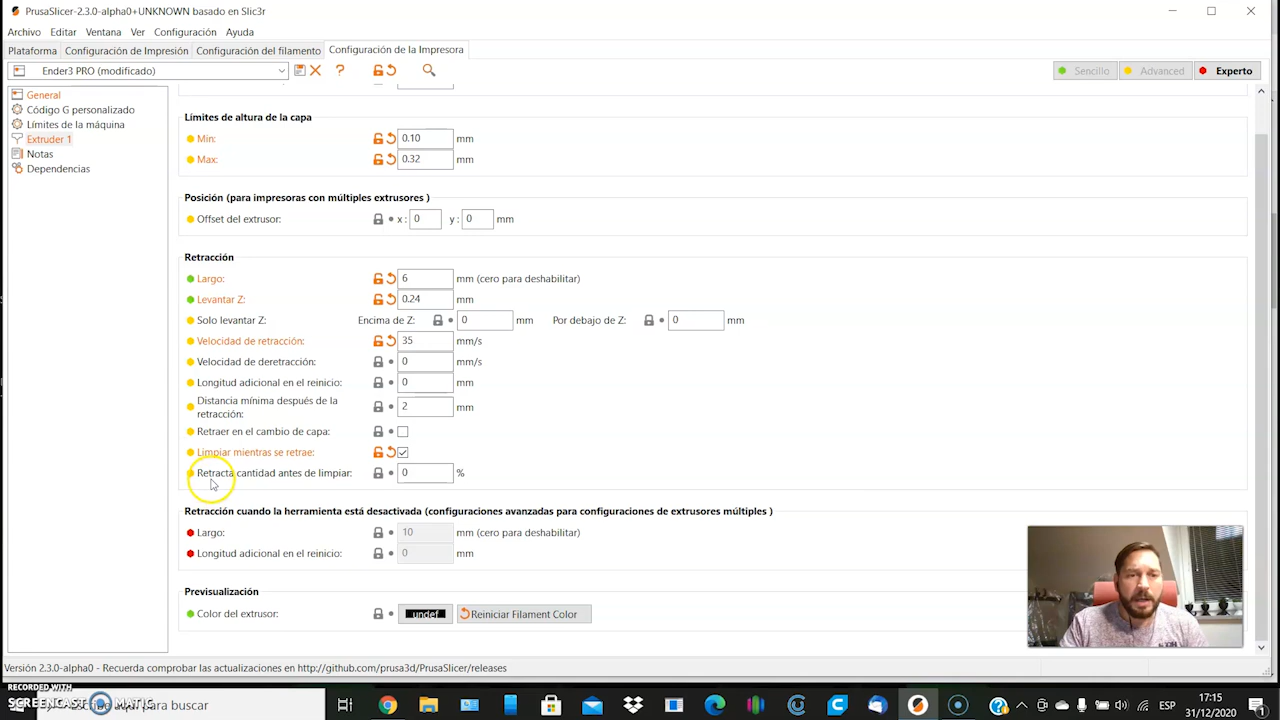 PrusaSlicer-2.3.0-alpha0+UNKNOWN basado en Slic3r
Archivo Editar Ventana Ver Configuración Ayuda
Plataforma Configuración de Impresión Configuración del filamento Configuración de la Impresora
Ender3 PRO (modificado) ? Sencillo Advanced Experto
General
Código G personalizado
Límites de la máquina
Extruder 1
Notas
Dependencias
Límites de altura de la capa
Min: 0.10 mm
Max: 0.32 mm
Posición (para impresoras con múltiples extrusores )
Offset del extrusor: x : 0 y : 0 mm
Retracción
Largo: 6 mm (cero para deshabilitar)
Levantar Z: 0.24 mm
Solo levantar Z: Encima de Z: 0 mm Por debajo de Z: 0 mm
Velocidad de retracción: 35 mm/s
Velocidad de deretracción: 0 mm/s
Longitud adicional en el reinicio: 0 mm
Distancia mínima después de la
retracción: 2 mm
Retraer en el cambio de capa:
Limpiar mientras se retrae:
Retracta cantidad antes de limpiar: 0 %
Retracción cuando la herramienta está desactivada (configuraciones avanzadas para configuraciones de extrusores múltiples )
Largo: 10 mm (cero para deshabilitar)
Longitud adicional en el reinicio: 0 mm
Previsualización
Color del extrusor: undef Reiniciar Filament Color
Versión 2.3.0-alpha0 - Recuerda comprobar las actualizaciones en http://github.com/prusa3d/PrusaSlicer/releases
RECORDED WITH
SCREENCAST MATIC
para buscar
ESP
17:15
31/12/2020
1